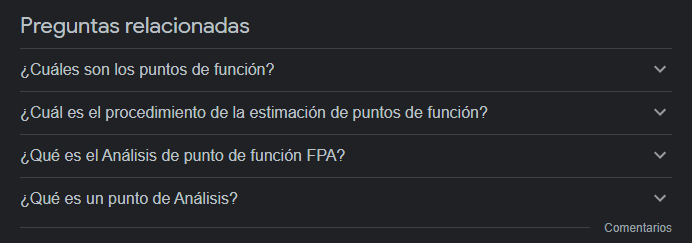 Preguntas relacionadas
¿Cuáles son los puntos de función?
¿Cuál es el procedimiento de la estimación de puntos de función?
¿Qué es el Análisis de punto de función FPA?
¿Qué es un punto de Análisis?
Comentarios